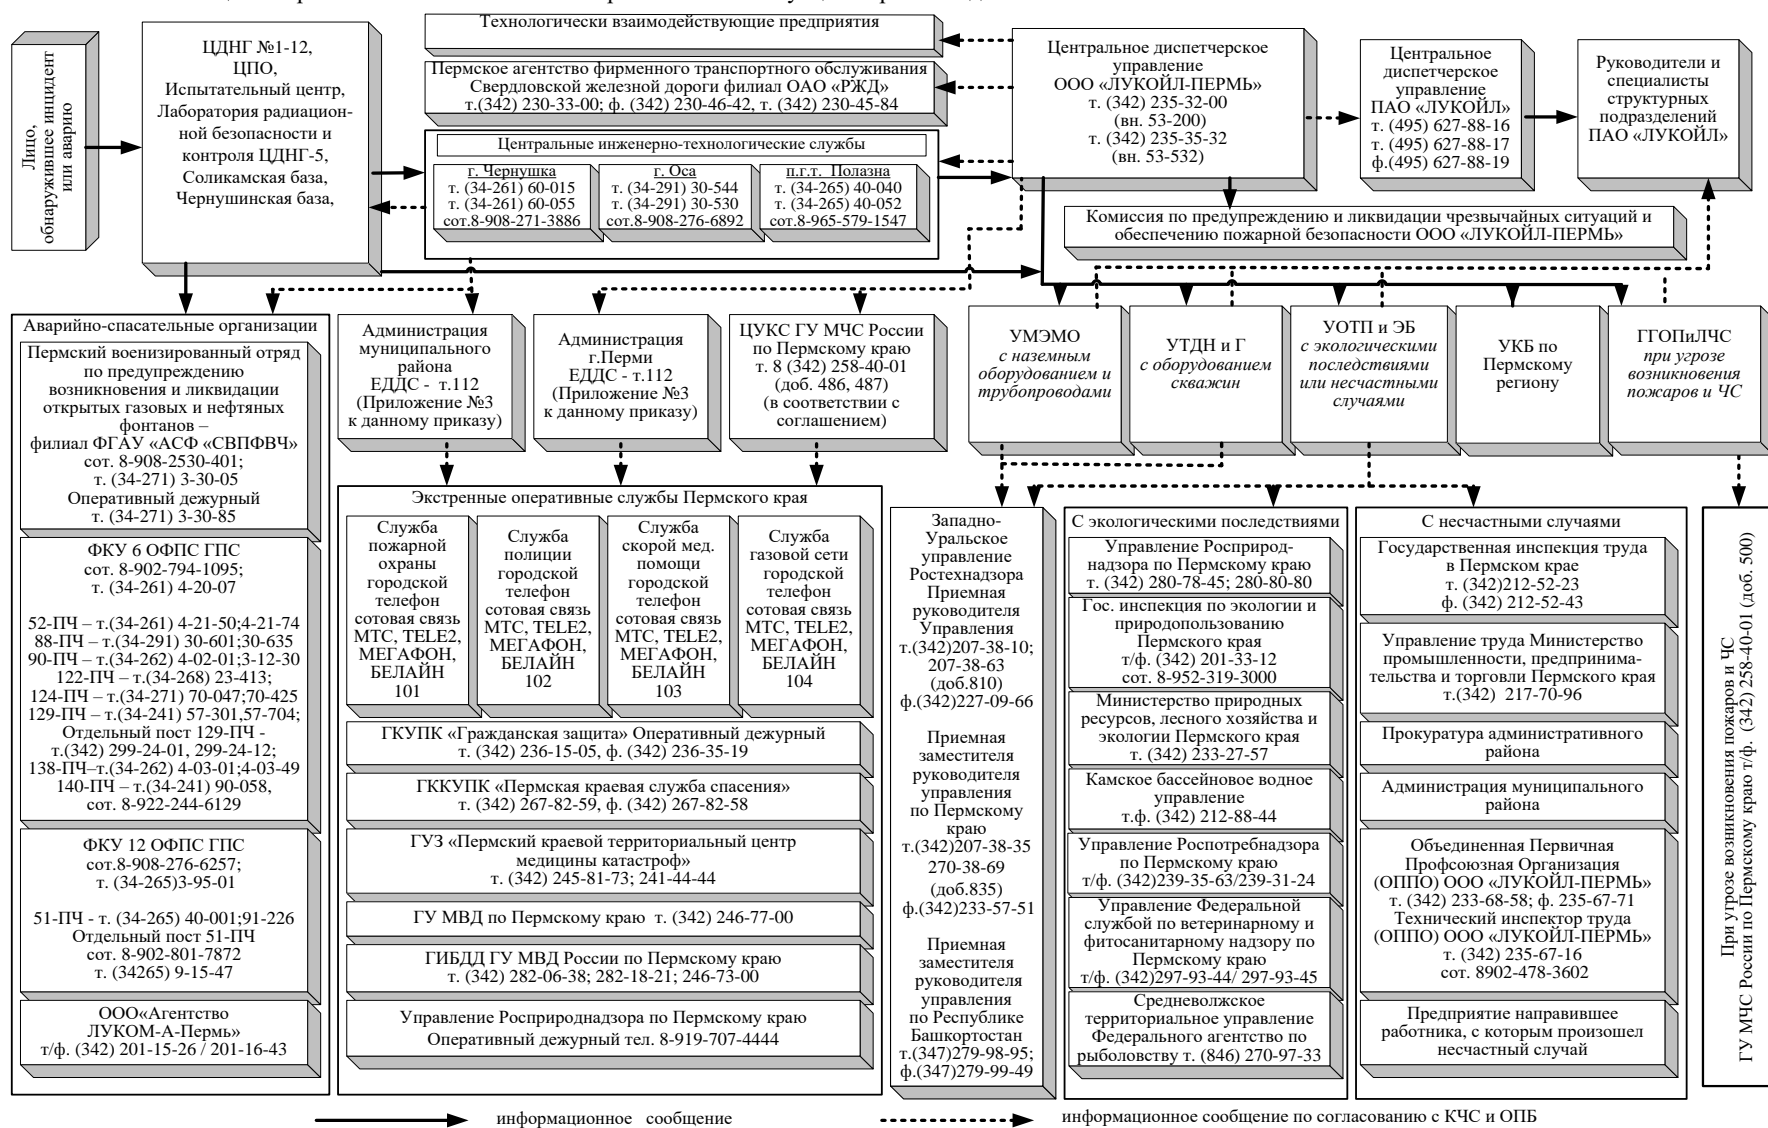 Технологически взаимодействующие предприятия
Лицо,
обнаружившее инцидент
или аварию
ЦДНГ №1-12,
ЦПО,
Испытательный центр,
Лаборатория радиацион-
ной безопасности и
контроля ЦДНГ-5,
Соликамская база,
Чернушинская база,
Пермское агентство фирменного транспортного обслуживания
Свердловской железной дороги филиал ОАО «РЖД»
т.(342) 230-33-00; ф. (342) 230-46-42, т. (342) 230-45-84
Центральные инженерно-технологические службы
г. Чернушка
т. (34-261) 60-015
т. (34-261) 60-055
сот.8-908-271-3886
г. Оса
т. (34-291) 30-544
т. (34-291) 30-530
сот.8-908-276-6892
п.г.т. Полазна
т. (34-265) 40-040
т. (34-265) 40-052
сот.8-965-579-1547
Центральное диспетчерское
управление
ООО «ЛУКОЙЛ-ПЕРМЬ»
т. (342) 235-32-00
(вн. 53-200)
т. (342) 235-35-32
(вн. 53-532)
Центральное
диспетчерское
управление
ПАО «ЛУКОЙЛ»
т. (495) 627-88-16
т. (495) 627-88-17
ф.(495) 627-88-19
Руководители и
специалисты
структурных
подразделений
ПАО «ЛУКОЙЛ»
Комиссия по предупреждению и ликвидации чрезвычайных ситуаций и
обеспечению пожарной безопасности ООО «ЛУКОЙЛ-ПЕРМЬ»
Аварийно-спасательные организации
Пермский военизированный отряд
по предупреждению
возникновения и ликвидации
открытых газовых и нефтяных
фонтанов –
филиал ФГАУ «АСФ «СВПФВЧ»
сот. 8-908-2530-401;
т. (34-271) 3-30-05
Оперативный дежурный
т. (34-271) 3-30-85
ФКУ 6 ОФПС ГПС
сот. 8-902-794-1095;
т. (34-261) 4-20-07
52-ПЧ – т.(34-261) 4-21-50;4-21-74
88-ПЧ – т.(34-291) 30-601;30-635
90-ПЧ – т.(34-262) 4-02-01;3-12-30
122-ПЧ – т.(34-268) 23-413;
124-ПЧ – т.(34-271) 70-047;70-425
129-ПЧ – т.(34-241) 57-301,57-704;
Отдельный пост 129-ПЧ -
т.(342) 299-24-01, 299-24-12;
138-ПЧ–т.(34-262) 4-03-01;4-03-49
140-ПЧ – т.(34-241) 90-058,
сот. 8-922-244-6129
ФКУ 12 ОФПС ГПС
сот.8-908-276-6257;
т. (34-265)3-95-01
51-ПЧ - т. (34-265) 40-001;91-226
Отдельный пост 51-ПЧ
сот. 8-902-801-7872
т. (34265) 9-15-47
ООО«Агентство
ЛУКОМ-А-Пермь»
т/ф. (342) 201-15-26 / 201-16-43
Администрация
муниципального
района
ЕДДС - т.112
(Приложение №3
к данному приказу)
Администрация
г.Перми
ЕДДС - т.112
(Приложение №3
к данному приказу)
ЦУКС ГУ МЧС России
по Пермскому краю
т. 8 (342) 258-40-01
(доб. 486, 487)
(в соответствии с
соглашением)
УМЭМО
с наземным
оборудованием и
трубопроводами
УТДН и Г
с оборудованием
скважин
УОТП и ЭБ
с экологическими
последствиями
или несчастными
случаями
УКБ по
Пермскому
региону
ГГОПиЛЧС
при угрозе
возникновения
пожаров и ЧС
Экстренные оперативные службы Пермского края
Служба
пожарной
охраны
городской
телефон
сотовая связь
МТС, TELE2,
МЕГАФОН,
БЕЛАЙН
101
Служба
полиции
городской
телефон
сотовая связь
МТС, TELE2,
МЕГАФОН,
БЕЛАЙН
102
Служба
скорой мед.
помощи
городской
телефон
сотовая связь
МТС, TELE2,
МЕГАФОН,
БЕЛАЙН
103
Служба
газовой сети
городской
телефон
сотовая связь
МТС, TELE2,
МЕГАФОН,
БЕЛАЙН
104
ГКУПК «Гражданская защита» Оперативный дежурный
т. (342) 236-15-05, ф. (342) 236-35-19
ГККУПК «Пермская краевая служба спасения»
т. (342) 267-82-59, ф. (342) 267-82-58
ГУЗ «Пермский краевой территориальный центр
медицины катастроф»
т. (342) 245-81-73; 241-44-44
ГУ МВД по Пермскому краю т. (342) 246-77-00
ГИБДД ГУ МВД России по Пермскому краю
т. (342) 282-06-38; 282-18-21; 246-73-00
Управление Росприроднадзора по Пермскому краю
Оперативный дежурный тел. 8-919-707-4444
Западно-
Уральское
управление
Ростехнадзора
Приемная
руководителя
Управления
т.(342)207-38-10;
207-38-63
(доб.810)
ф.(342)227-09-66
Приемная
заместителя
руководителя
управления
по Пермскому
краю
т.(342)207-38-35
270-38-69
(доб.835)
ф.(342)233-57-51
Приемная
заместителя
руководителя
управления
по Республике
Башкортостан
т.(347)279-98-95;
ф.(347)279-99-49
С экологическими последствиями
Управление Росприрод-
надзора по Пермскому краю
т. (342) 280-78-45; 280-80-80
Гос. инспекция по экологии и
природопользованию
Пермского края
т/ф. (342) 201-33-12
сот. 8-952-319-3000
Министерство природных
ресурсов, лесного хозяйства и
экологии Пермского края
т. (342) 233-27-57
Камское бассейновое водное
управление
т.ф. (342) 212-88-44
Управление Роспотребнадзора
по Пермскому краю
т/ф. (342)239-35-63/239-31-24
Управление Федеральной
службой по ветеринарному и
фитосанитарному надзору по
Пермскому краю
т/ф. (342)297-93-44/ 297-93-45
Средневолжское
территориальное управление
Федерального агентство по
рыболовству т. (846) 270-97-33
С несчастными случаями
Государственная инспекция труда
в Пермском крае
т. (342)212-52-23
ф. (342) 212-52-43
Управление труда Министерство
промышленности, предпринима-
тельства и торговли Пермского края
т.(342) 217-70-96
Прокуратура административного
района
Администрация муниципального
района
Объединенная Первичная
Профсоюзная Организация
(ОППО) ООО «ЛУКОЙЛ-ПЕРМЬ»
т. (342) 233-68-58; ф. 235-67-71
Технический инспектор труда
(ОППО) ООО «ЛУКОЙЛ-ПЕРМЬ»
т. (342) 235-67-16
сот. 8902-478-3602
Предприятие направившее
работника, с которым произошел
несчастный случай
При угрозе возникновения пожаров и ЧС
ГУ МЧС России по Пермскому краю т/ф. (342) 258-40-01 (доб. 500)
информационное сообщение
информационное сообщение по согласованию с КЧС и ОПБ